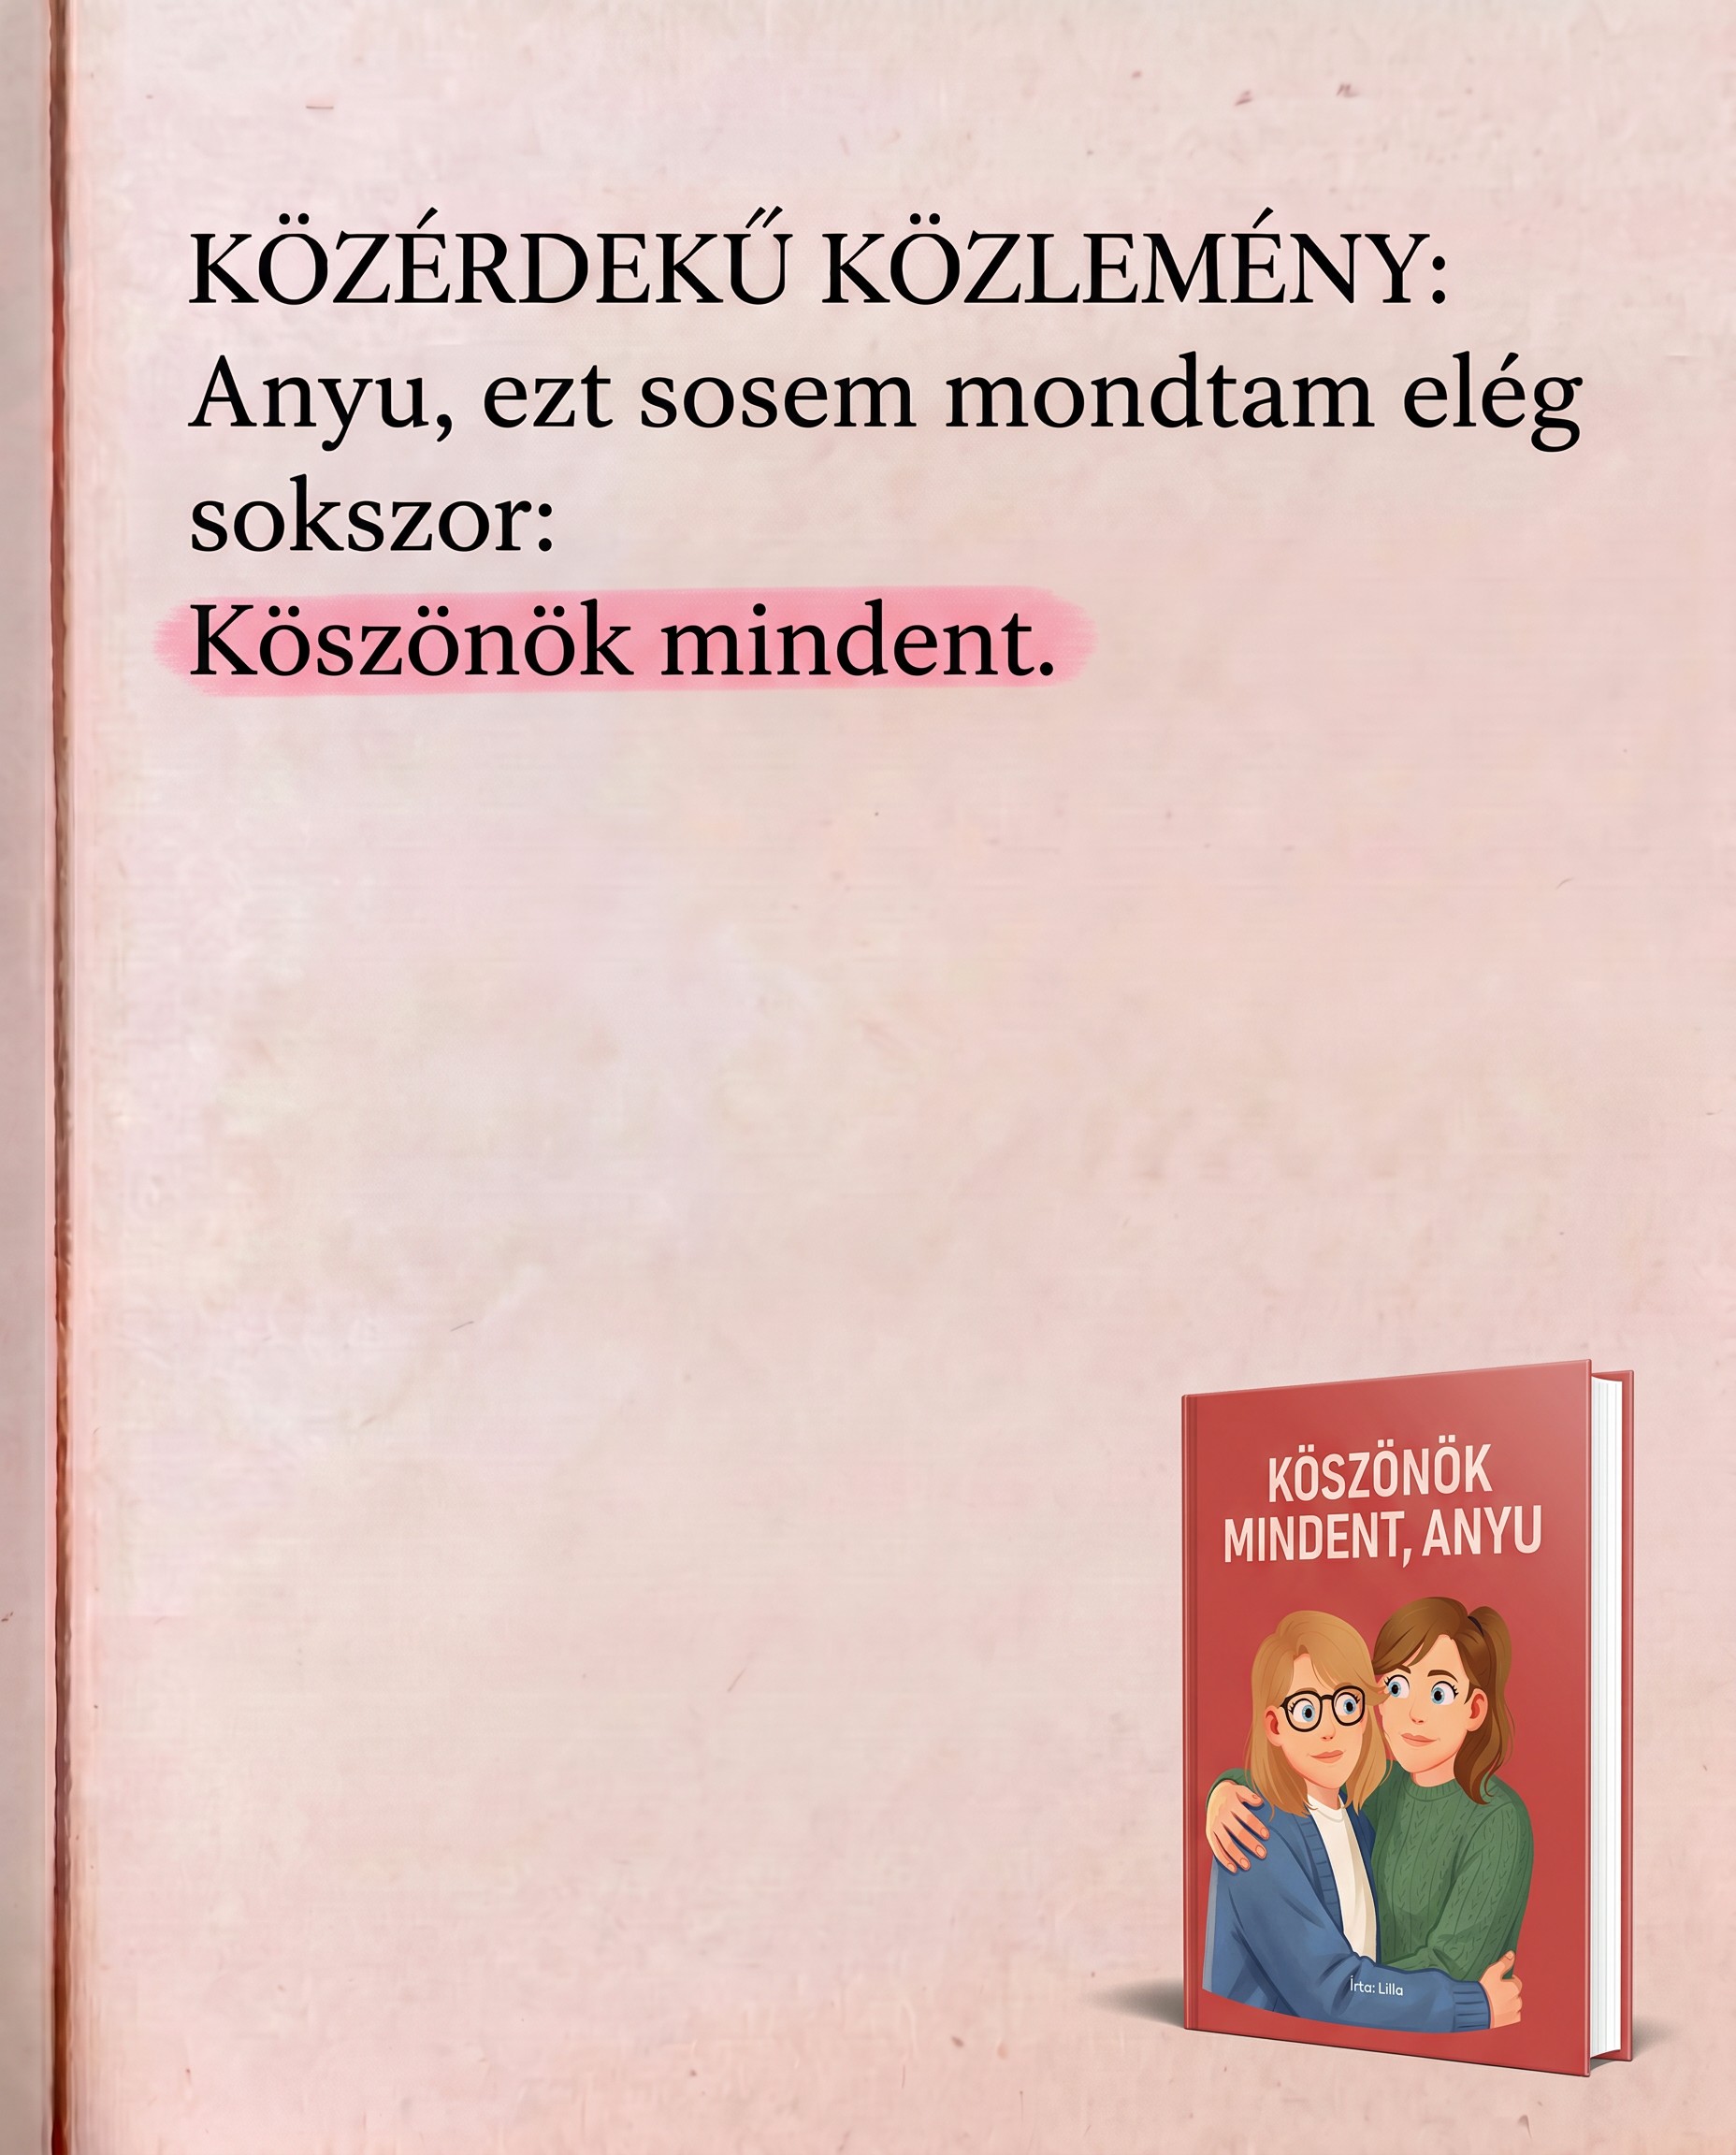 KÖZÉRDEKŰ KÖZLEMÉNY:
Anyu, ezt sosem mondtam elég
sokszor:
Köszönök mindent.
KÖSZÖNÖK
MINDENT, ANYU
Írta: Lilla